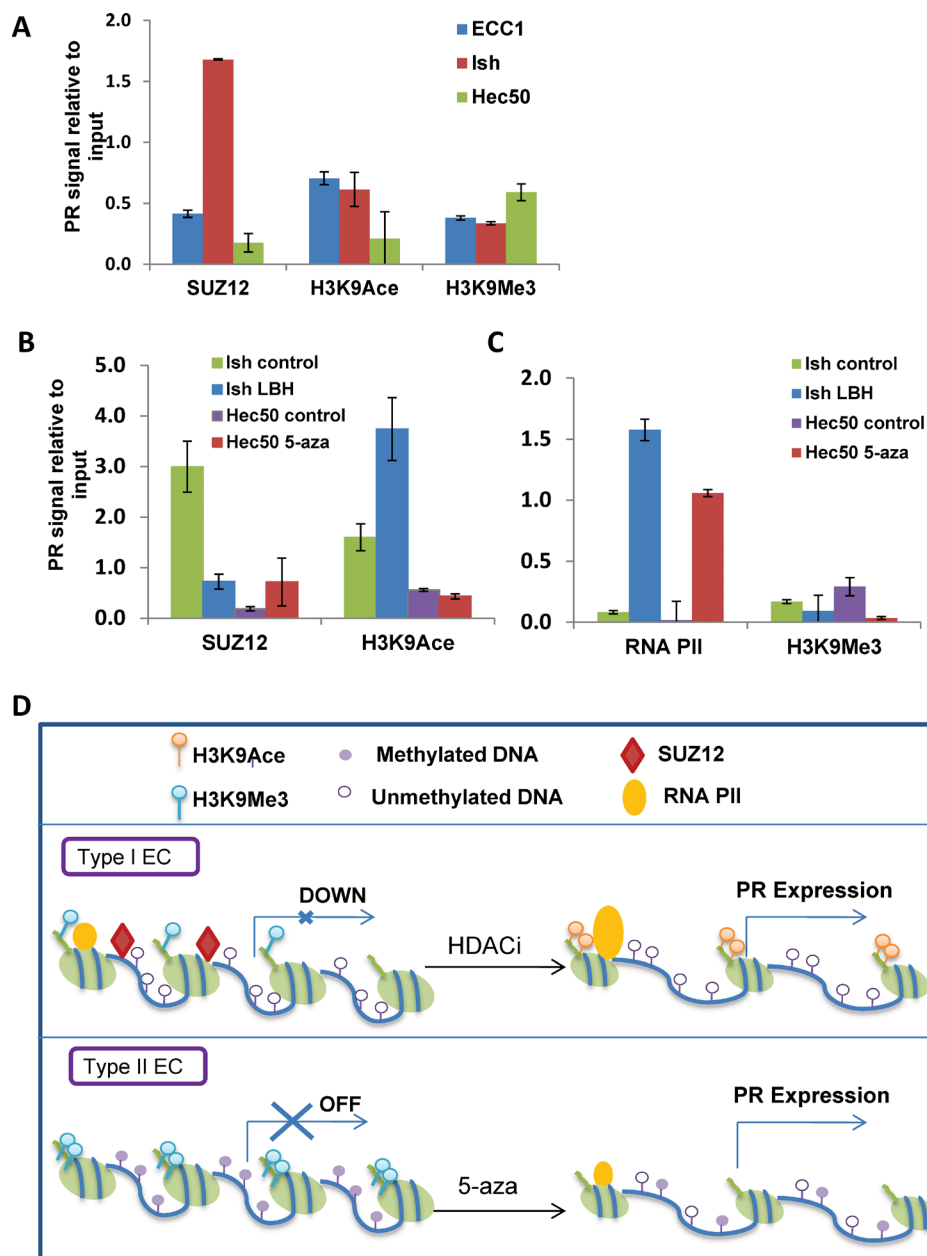 A
PR signal relative to
input
2.0
1.5
1.0
0.5
0.0
ECC1
Ish
Hec50
SUZ12 H3K9Ace H3K9Me3
B
PR signal relative to
input
5.0
4.0
3.0
2.0
1.0
0.0
Ish control
Ish LBH
Hec50 control
Hec50 5-aza
SUZ12 H3K9Ace
C
2.0
1.5
1.0
0.5
0.0
Ish control
Ish LBH
Hec50 control
Hec50 5-aza
RNA PII H3K9Me3
D
H3K9Ace Methylated DNA SUZ12
H3K9Me3 Unmethylated DNA RNA PII
Type I EC
DOWN
HDACi
PR Expression
Type II EC
OFF
5-aza
PR Expression